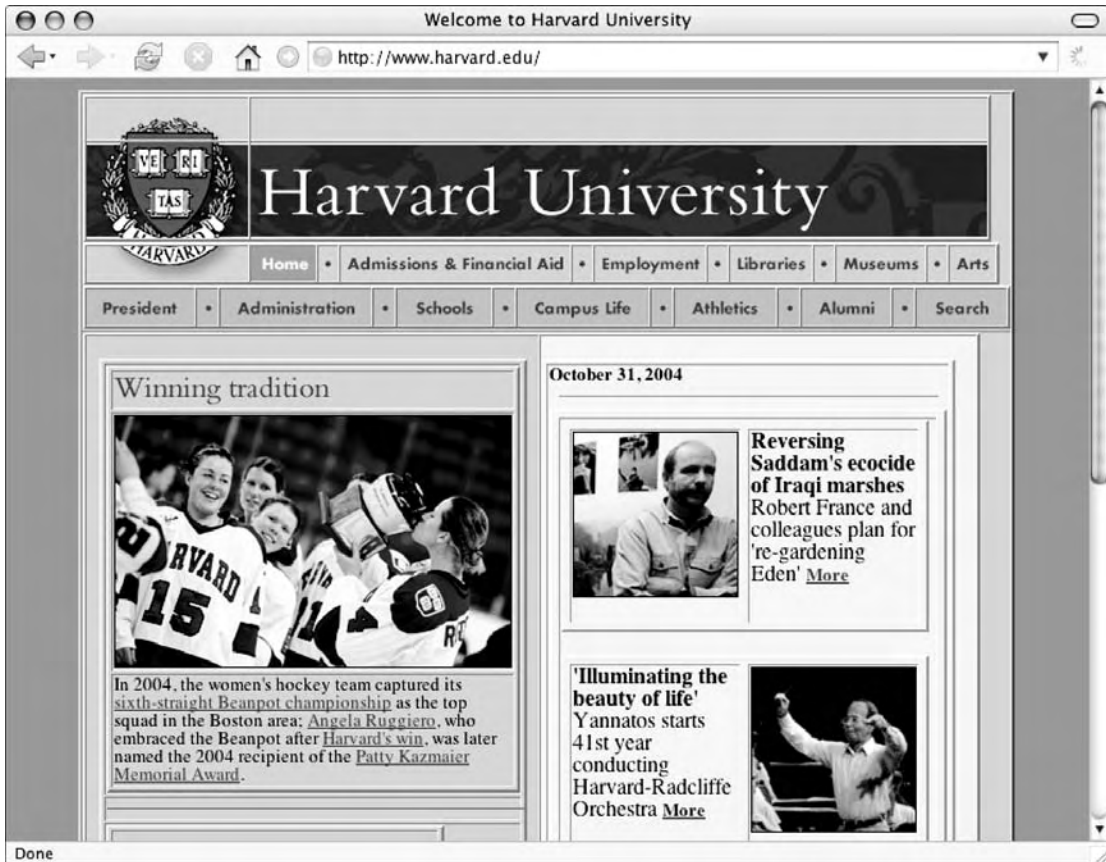 Welcome to Harvard University
http://www.harvard.edu/
VE RI
TAS
HARVARD
Harvard University
Home • Admissions & Financial Aid • Employment • Libraries • Museums • Arts
President • Administration • Schools • Campus Life • Athletics • Alumni • Search
Winning tradition
HARVARD
15
4
In 2004, the women's hockey team captured its
sixth-straight Beanpot championship as the top
squad in the Boston area; Angela Ruggiero, who
embraced the Beanpot after Harvard's win, was later
named the 2004 recipient of the Patty Kazmaier
Memorial Award.
October 31, 2004
Reversing
Saddam's ecocide
of Iraqi marshes
Robert France and
colleagues plan for
're-gardening
Eden' More
'Illuminating the
beauty of life'
Yannatos starts
41st year
conducting
Harvard-Radcliffe
Orchestra More
Done